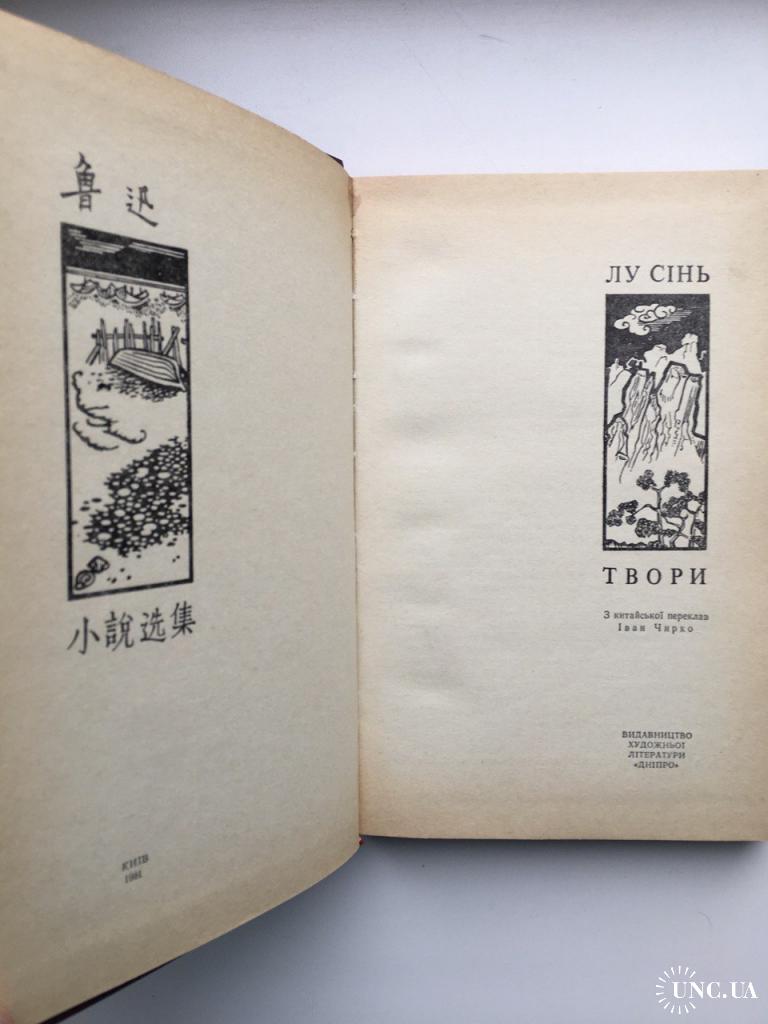 魯迅
小說选集
КИЇВ
1981
ЛУ СІНЬ
ТВОРИ
З китайської переклав
Іван Чирко
ВИДАВНИЦТВО
ХУДОЖНЬОЇ
ЛІТЕРАТУРИ
«ДНІПРО»
UNC.UA